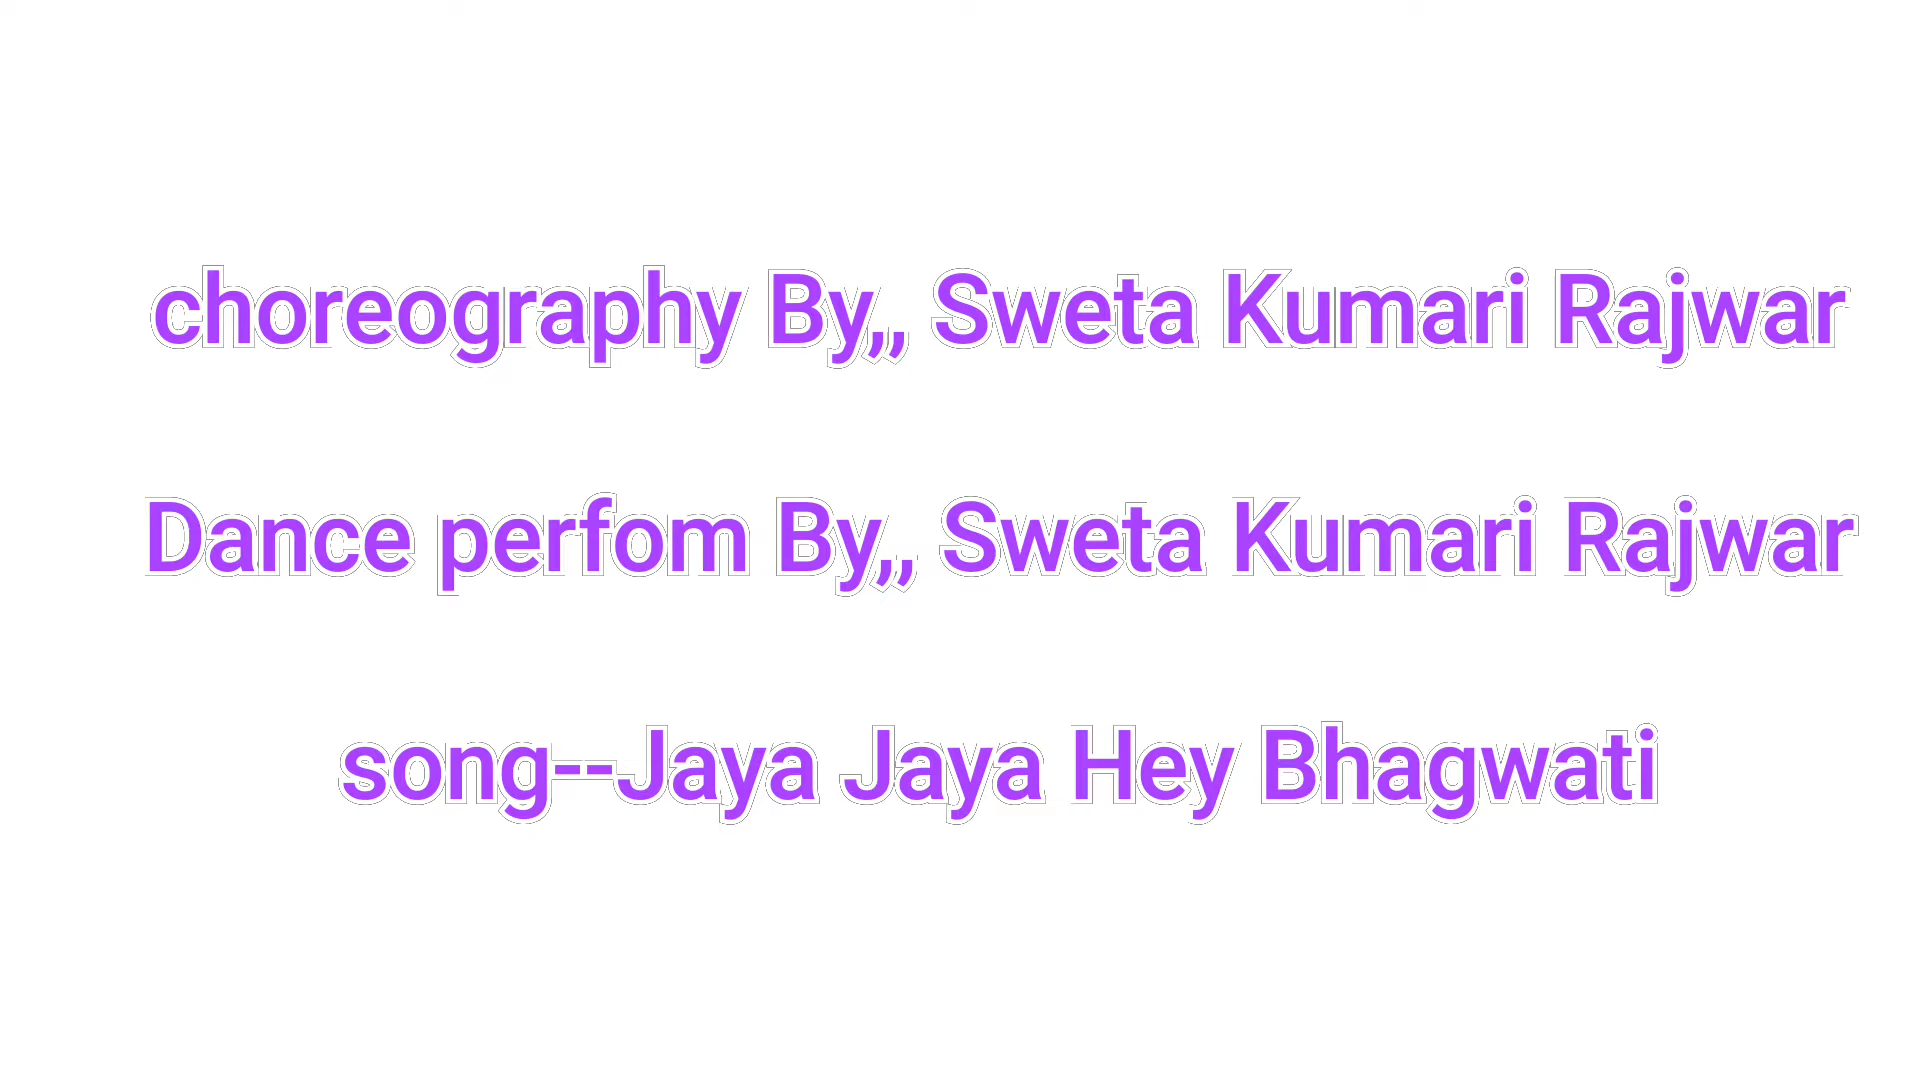 choreography By,, Sweta Kumari Rajwar
Dance perfom By,, Sweta Kumari Rajwar
song--Jaya Jaya Hey Bhagwati